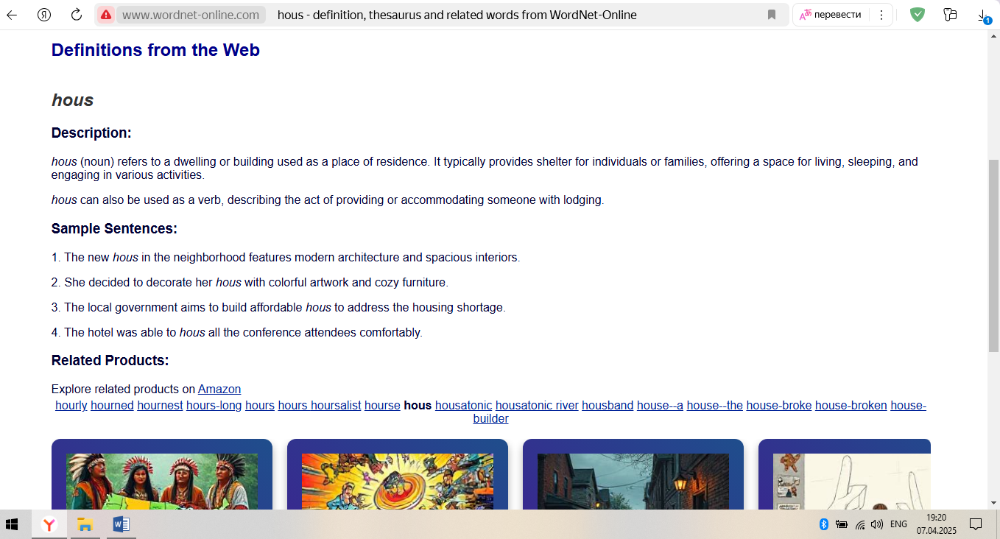 www.wordnet-online.com hous - definition, thesaurus and related words from WordNet-Online перевести
1
Definitions from the Web
hous
Description:
hous (noun) refers to a dwelling or building used as a place of residence. It typically provides shelter for individuals or families, offering a space for living, sleeping, and
engaging in various activities.
hous can also be used as a verb, describing the act of providing or accommodating someone with lodging.
Sample Sentences:
1. The new hous in the neighborhood features modern architecture and spacious interiors.
2. She decided to decorate her hous with colorful artwork and cozy furniture.
3. The local government aims to build affordable hous to address the housing shortage.
4. The hotel was able to hous all the conference attendees comfortably.
Related Products:
Explore related products on Amazon
hourly hourned hournest hours-long hours hours hoursalist hourse hous housatonic housatonic river housband house--a house--the house-broke house-broken house-
builder
ENG
19:20
07.04.2025